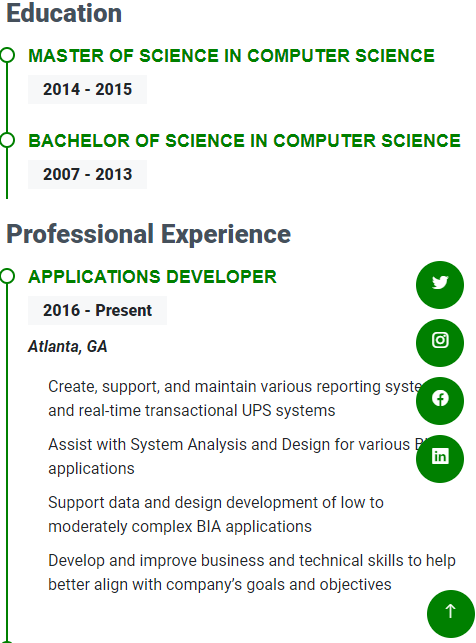 Education
MASTER OF SCIENCE IN COMPUTER SCIENCE
2014 - 2015
BACHELOR OF SCIENCE IN COMPUTER SCIENCE
2007 - 2013
Professional Experience
APPLICATIONS DEVELOPER
2016 - Present
Atlanta, GA
Create, support, and maintain various reporting
and real-time transactional UPS systems
Assist with System Analysis and Design for various
applications
Support data and design development of low to
moderately complex BIA applications
Develop and improve business and technical skills to help
better align with company’s goals and objectives